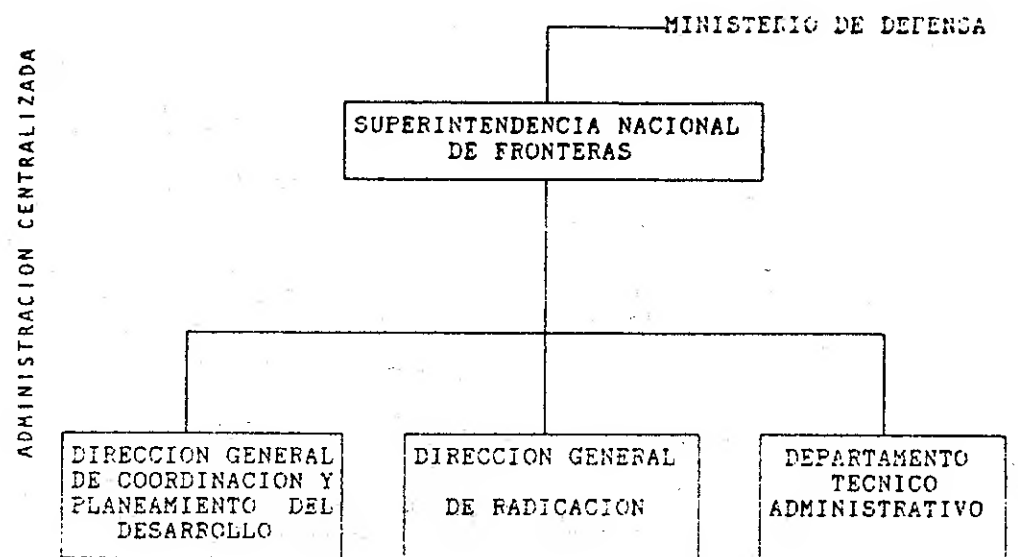 MINISTERIO DE DEFENSA
ADMINISTRACION CENTRALIZADA
SUPERINTENDENCIA NACIONAL
DE FRONTERAS
DIRECCION GENERAL
DE COORDINACION Y
PLANEAMIENTO DEL
DESARROLLO
DIRECCION GENERAL
DE RADICACION
DEPARTAMENTO
TECNICO
ADMINISTRATIVO